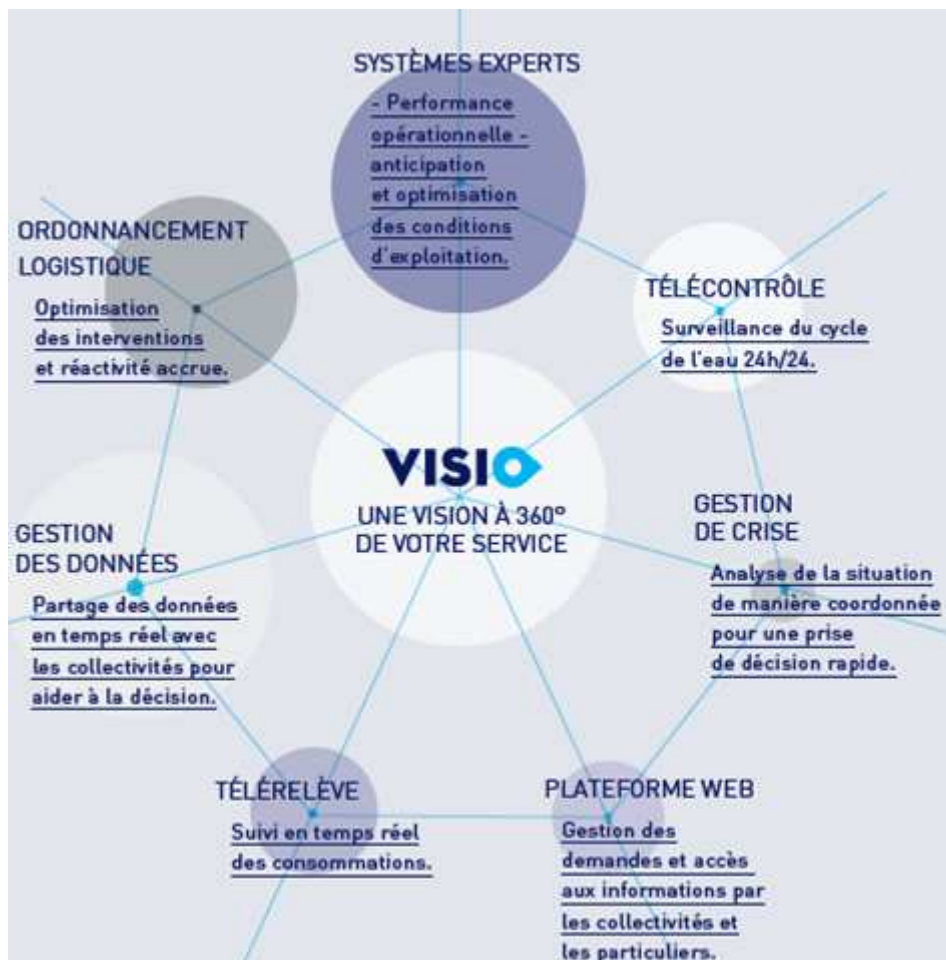 SYSTÈMES EXPERTS
- Performance
opérationnelle -
anticipation
et optimisation
des conditions
d'exploitation.
ORDONNANCEMENT
LOGISTIQUE
Optimisation
des interventions
et réactivité accrue.
TÉLÉCONTRÔLE
Surveillance du cycle
de l'eau 24h/24.
VISIO
UNE VISION À 360°
DE VOTRE SERVICE
GESTION
DES DONNÉES
Partage des données
en temps réel avec
les collectivités pour
aider à la décision.
GESTION
DE CRISE
Analyse de la situation
de manière coordonnée
pour une prise
de décision rapide.
TÉLÉRELÈVE
Suivi en temps réel
des consommations.
PLATEFORME WEB
Gestion des
demandes et accès
aux informations par
les collectivités et
les particuliers.